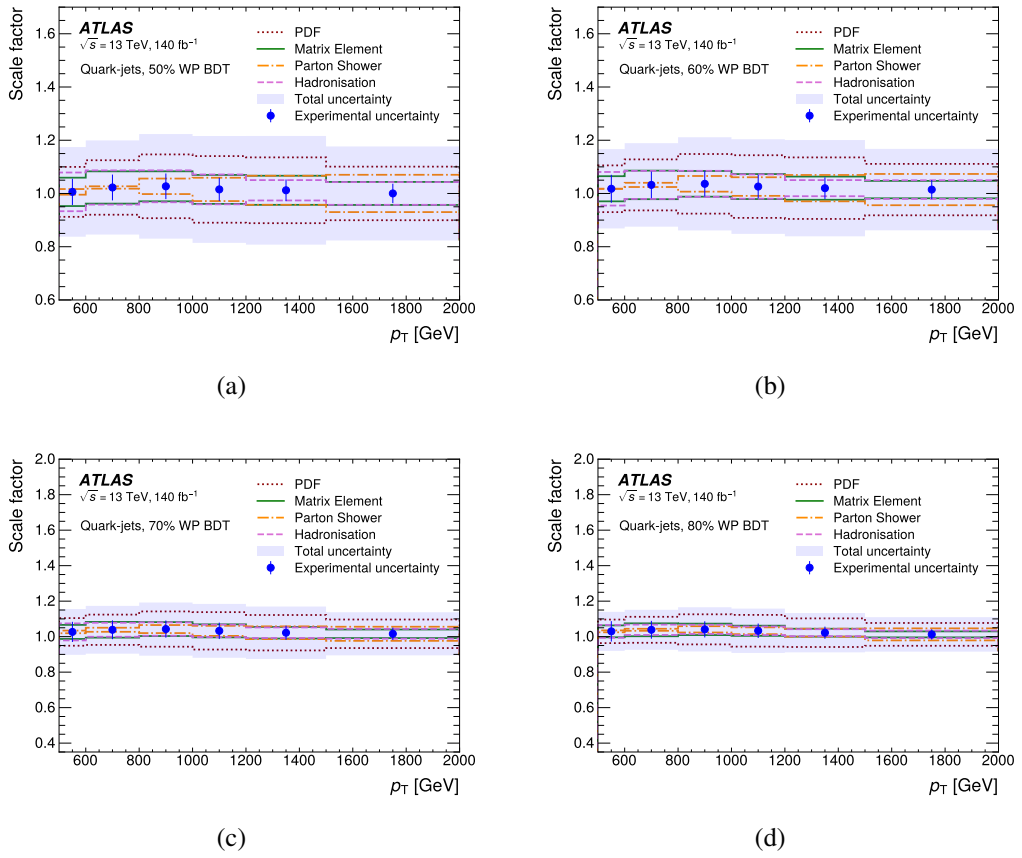 ATLAS
√s = 13 TeV, 140 fb⁻¹
Quark-jets, 50% WP BDT
PDF
Matrix Element
Parton Shower
Hadronisation
Total uncertainty
Experimental uncertainty
Scale factor
1.6
1.4
1.2
1.0
0.8
0.6
600 800 1000 1200 1400 1600 1800 2000
pT [GeV]
(a)
ATLAS
√s = 13 TeV, 140 fb⁻¹
Quark-jets, 60% WP BDT
PDF
Matrix Element
Parton Shower
Hadronisation
Total uncertainty
Experimental uncertainty
Scale factor
1.6
1.4
1.2
1.0
0.8
0.6
600 800 1000 1200 1400 1600 1800 2000
pT [GeV]
(b)
ATLAS
√s = 13 TeV, 140 fb⁻¹
Quark-jets, 70% WP BDT
PDF
Matrix Element
Parton Shower
Hadronisation
Total uncertainty
Experimental uncertainty
Scale factor
2.0
1.8
1.6
1.4
1.2
1.0
0.8
0.6
0.4
600 800 1000 1200 1400 1600 1800 2000
pT [GeV]
(c)
ATLAS
√s = 13 TeV, 140 fb⁻¹
Quark-jets, 80% WP BDT
PDF
Matrix Element
Parton Shower
Hadronisation
Total uncertainty
Experimental uncertainty
Scale factor
2.0
1.8
1.6
1.4
1.2
1.0
0.8
0.6
0.4
600 800 1000 1200 1400 1600 1800 2000
pT [GeV]
(d)